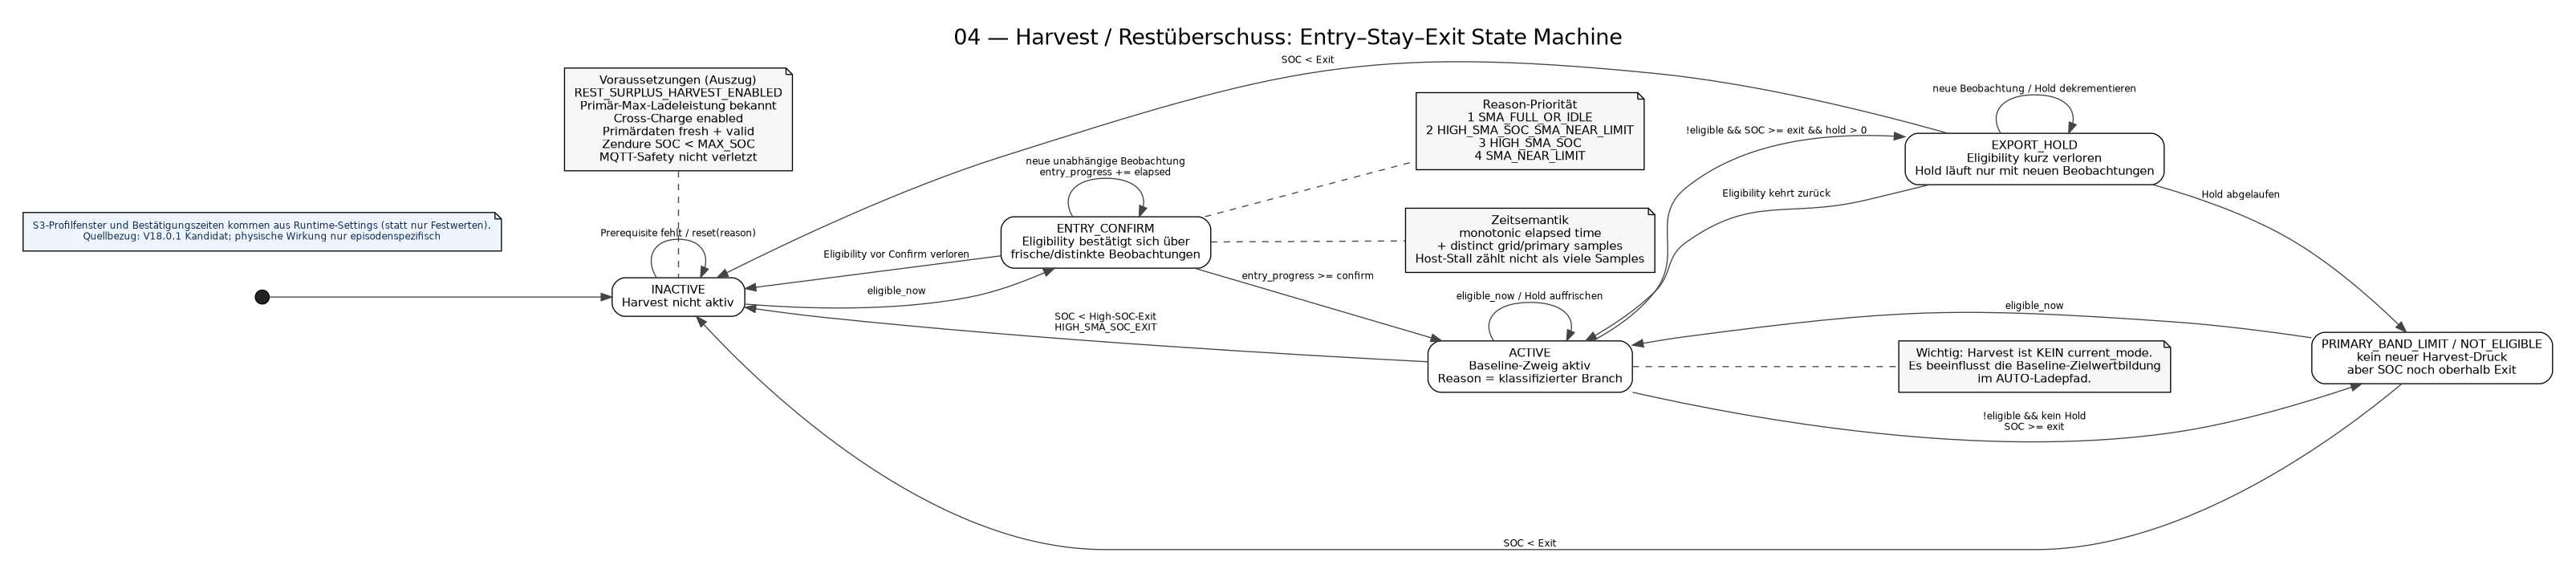 04 — Harvest / Restüberschuss: Entry–Stay–Exit State Machine
SOC < Exit
Voraussetzungen (Auszug)
REST_SURPLUS_HARVEST_ENABLED
Primär-Max-Ladeleistung bekannt
Cross-Charge enabled
Primärdaten fresh + valid
Zendure SOC < MAX_SOC
MQTT-Safety nicht verletzt
Reason-Priorität
1 SMA_FULL_OR_IDLE
2 HIGH_SMA_SOC_SMA_NEAR_LIMIT
3 HIGH_SMA_SOC
4 SMA_NEAR_LIMIT
neue Beobachtung / Hold dekrementieren
!eligible && SOC >= exit && hold > 0
EXPORT_HOLD
Eligibility kurz verloren
Hold läuft nur mit neuen Beobachtungen
neue unabhängige Beobachtung
entry_progress += elapsed
Eligibility kehrt zurück
Hold abgelaufen
S3-Profilfenster und Bestätigungszeiten kommen aus Runtime-Settings (statt nur Festwerten).
Quellbezug: V18.0.1 Kandidat; physische Wirkung nur episodenspezifisch
Prerequisite fehlt / reset(reason)
ENTRY_CONFIRM
Eligibility bestätigt sich über
frische/distinkte Beobachtungen
Zeitsemantik
monotonic elapsed time
+ distinct grid/primary samples
Host-Stall zählt nicht als viele Samples
Eligibility vor Confirm verloren
entry_progress >= confirm
INACTIVE
Harvest nicht aktiv
eligible_now
eligible_now / Hold auffrischen
eligible_now
SOC < High-SOC-Exit
HIGH_SMA_SOC_EXIT
ACTIVE
Baseline-Zweig aktiv
Reason = klassifizierter Branch
Wichtig: Harvest ist KEIN current_mode.
Es beeinflusst die Baseline-Zielwertbildung
im AUTO-Ladepfad.
PRIMARY_BAND_LIMIT / NOT_ELIGIBLE
kein neuer Harvest-Druck
aber SOC noch oberhalb Exit
!eligible && kein Hold
SOC >= exit
SOC < Exit